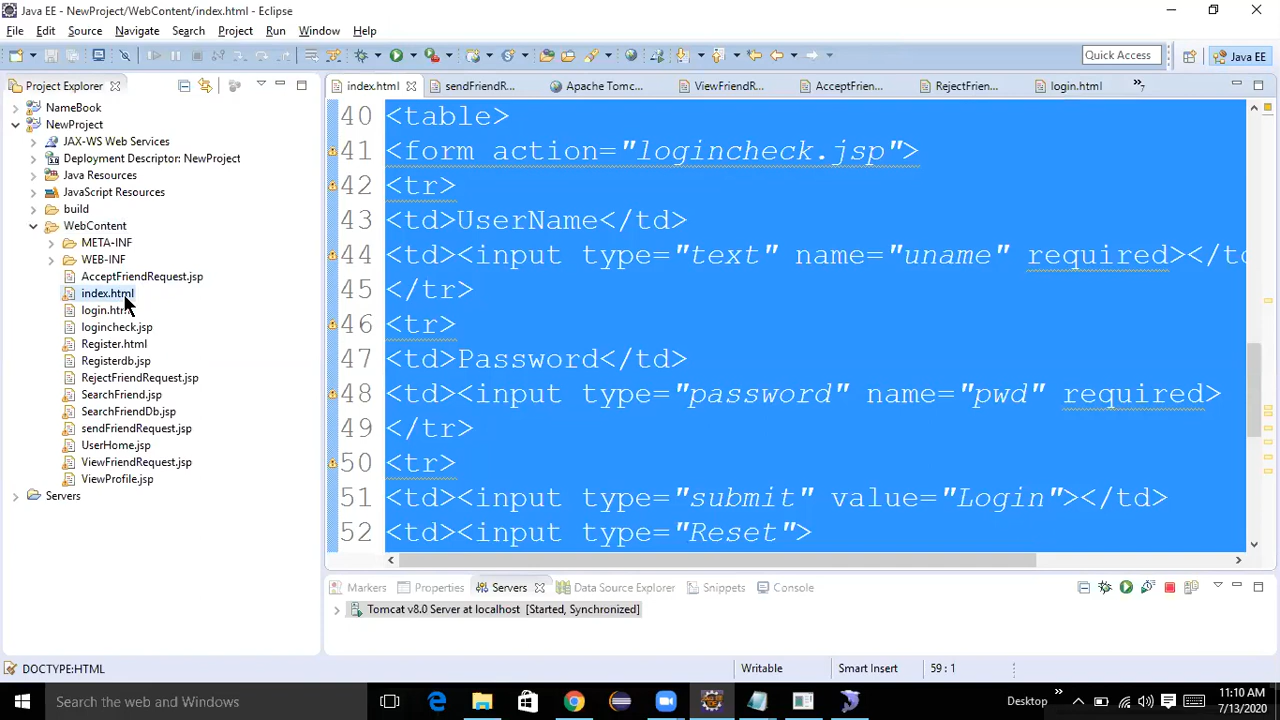 Java EE - NewProject/WebContent/index.html - Eclipse
File Edit Source Navigate Search Project Run Window Help
Quick Access
Java EE
Project Explorer
NameBook
NewProject
JAX-WS Web Services
Deployment Descriptor: NewProject
Java Resources
JavaScript Resources
build
WebContent
META-INF
WEB-INF
AcceptFriendRequest.jsp
index.html
login.htm
logincheck.jsp
Register.html
Registerdb.jsp
RejectFriendRequest.jsp
SearchFriend.jsp
SearchFriendDb.jsp
sendFriendRequest.jsp
UserHome.jsp
ViewFriendRequest.jsp
ViewProfile.jsp
Servers
index.html sendFriendR... Apache Tomc... ViewFriendR... AcceptFrien... RejectFrien... login.html »7
40 <table>
41 <form action="logincheck.jsp">
42 <tr>
43 <td>UserName</td>
44 <td><input type="text" name="uname" required></td
45 </tr>
46 <tr>
47 <td>Password</td>
48 <td><input type="password" name="pwd" required>
49 </tr>
50 <tr>
51 <td><input type="submit" value="Login"></td>
52 <td><input type="Reset">
Markers Properties Servers Data Source Explorer Snippets Console
Tomcat v8.0 Server at localhost [Started, Synchronized]
DOCTYPE:HTML Writable Smart Insert 59 : 1
Search the web and Windows
Desktop »
11:10 AM
7/13/2020